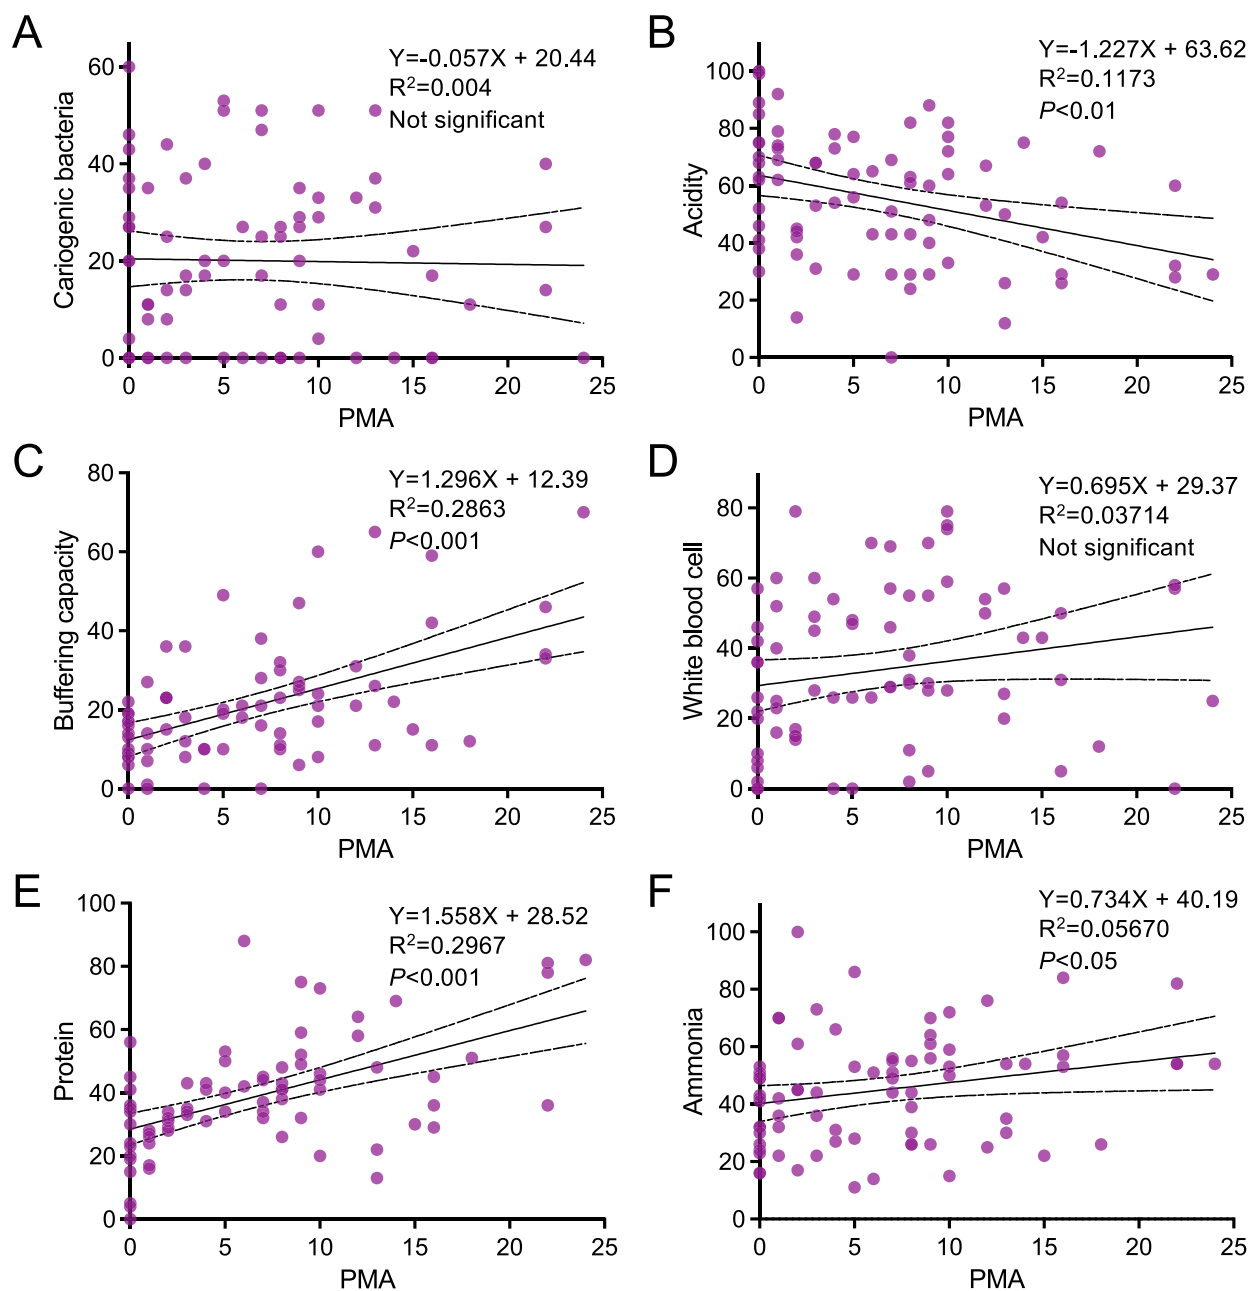 A
Y=-0.057X + 20.44
R²=0.004
Not significant
Cariogenic bacteria
60
40
20
0
0 5 10 15 20 25
PMA
B
Y=-1.227X + 63.62
R²=0.1173
P<0.01
Acidity
100
80
60
40
20
0
0 5 10 15 20 25
PMA
C
Y=1.296X + 12.39
R²=0.2863
P<0.001
Buffering capacity
80
60
40
20
0
0 5 10 15 20 25
PMA
D
Y=0.695X + 29.37
R²=0.03714
Not significant
White blood cell
80
60
40
20
0
0 5 10 15 20 25
PMA
E
Y=1.558X + 28.52
R²=0.2967
P<0.001
Protein
100
80
60
40
20
0
0 5 10 15 20 25
PMA
F
Y=0.734X + 40.19
R²=0.05670
P<0.05
Ammonia
100
80
60
40
20
0
0 5 10 15 20 25
PMA